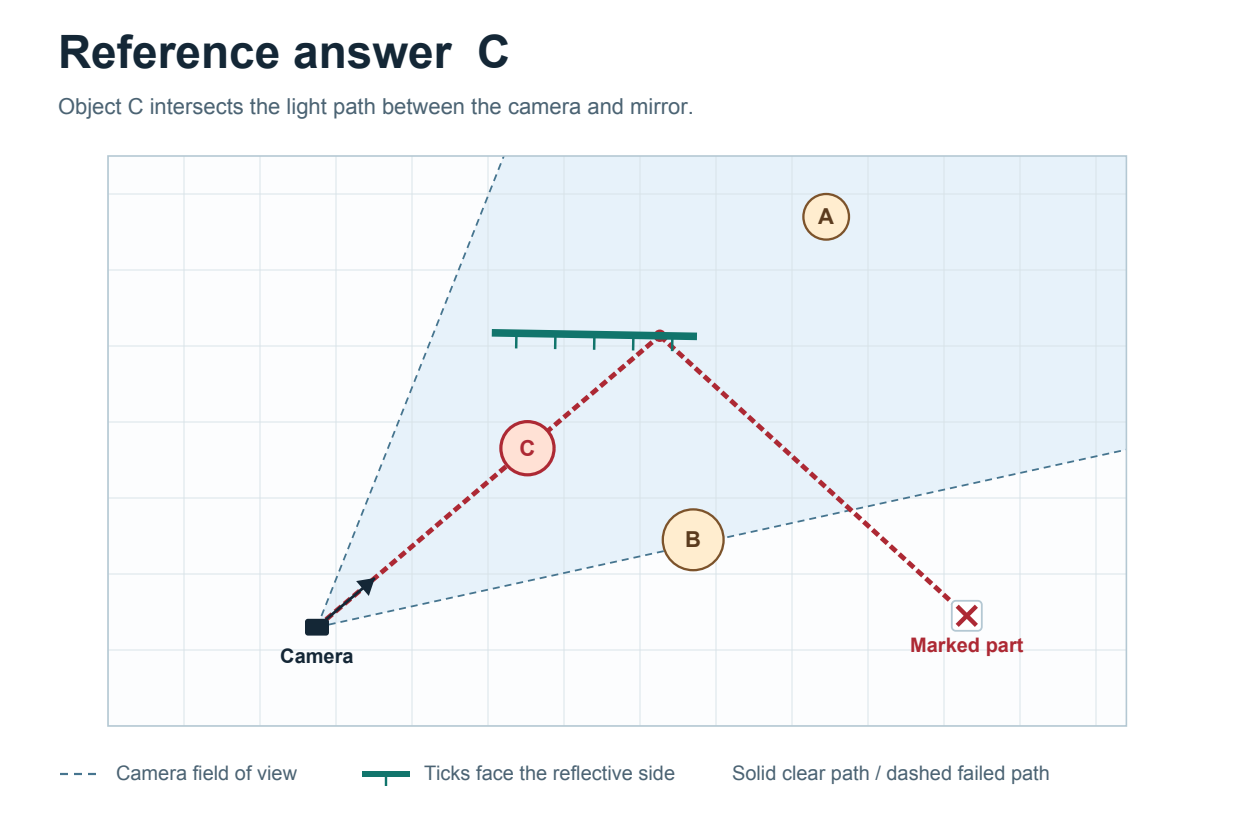 Reference answer C
Object C intersects the light path between the camera and mirror.
A
C
B
Camera
Marked part
Camera field of view
Ticks face the reflective side
Solid clear path / dashed failed path